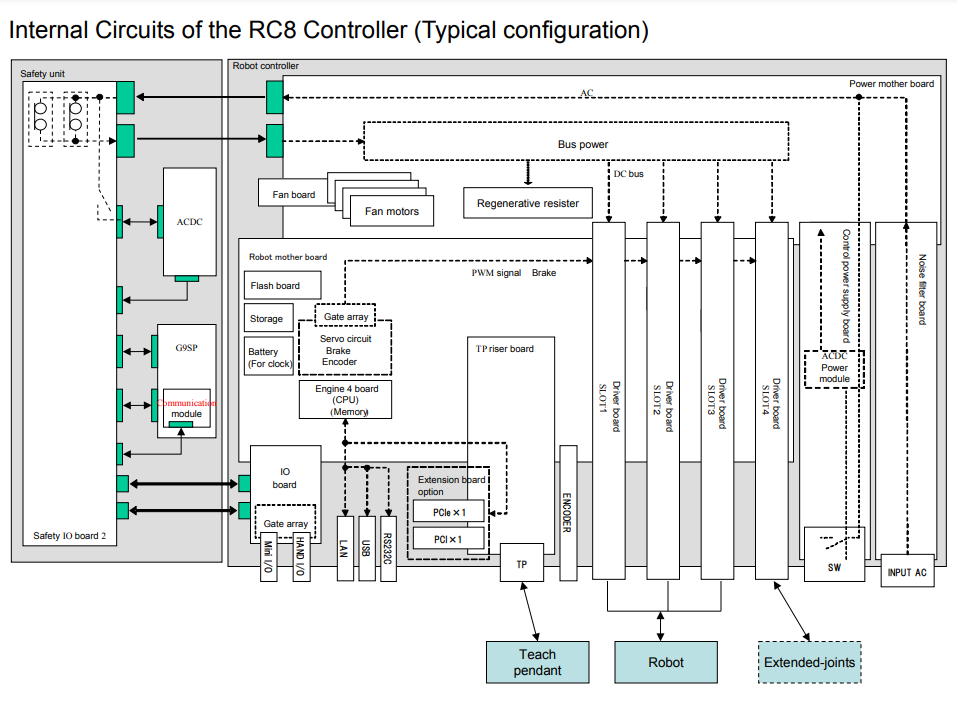 Internal Circuits of the RC8 Controller (Typical configuration)
Safety unit
Robot controller
Power mother board
AC
Bus power
DC bus
Fan board
Fan motors
Regenerative resister
ACDC
Robot mother board
PWM signal Brake
Flash board
Storage
Battery
(For clock)
Gate array
Servo circuit
Brake
Encoder
Engine 4 board
(CPU)
(Memory)
TP riser board
Control power supply board
Noise filter board
ACDC
Power
module
G9SP
Communication
module
Driver board
SLOT1
Driver board
SLOT2
Driver board
SLOT3
Driver board
SLOT4
IO
board
Gate array
Extension board
option
PCIe×1
PCI×1
ENCODER
Safety IO board 2
Mini I/O
HAND I/O
LAN
USB
RS232C
TP
SW
INPUT AC
Teach
pendant
Robot
Extended-joints